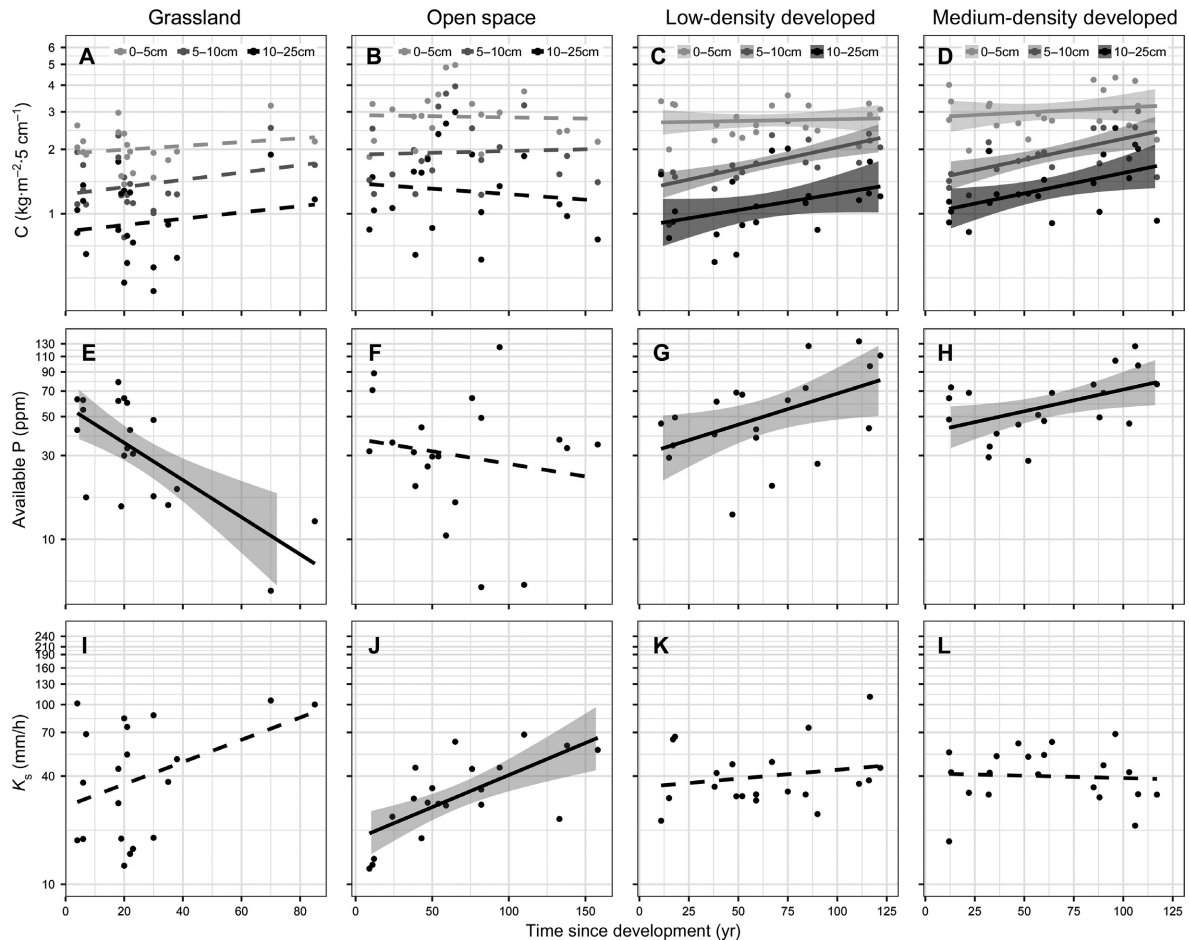 Grassland Open space Low-density developed Medium-density developed
A 0–5cm 5–10cm 10–25cm B 0–5cm 5–10cm 10–25cm C 0–5cm 5–10cm 10–25cm D 0–5cm 5–10cm 10–25cm
6
5
4
3
2
1
C (kg·m⁻²·5 cm⁻¹)
E F G H
130
110
90
70
50
30
10
Available P (ppm)
I J K L
240
210
190
160
130
100
70
40
10
Ks (mm/h)
0 20 40 60 80 0 50 100 150 0 25 50 75 100 125 0 25 50 75 100 125
Time since development (yr)